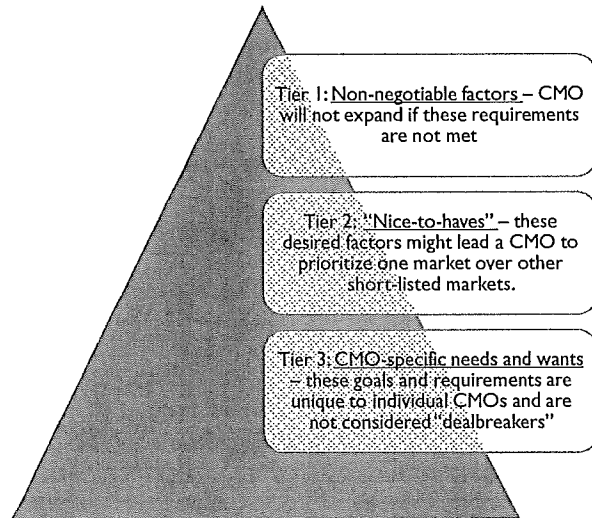 Tier 1: Non-negotiable factors – CMO
will not expand if these requirements
are not met
Tier 2: "Nice-to-haves" – these
desired factors might lead a CMO to
prioritize one market over other
short-listed markets.
Tier 3: CMO-specific needs and wants
– these goals and requirements are
unique to individual CMOs and are
not considered "dealbreakers"